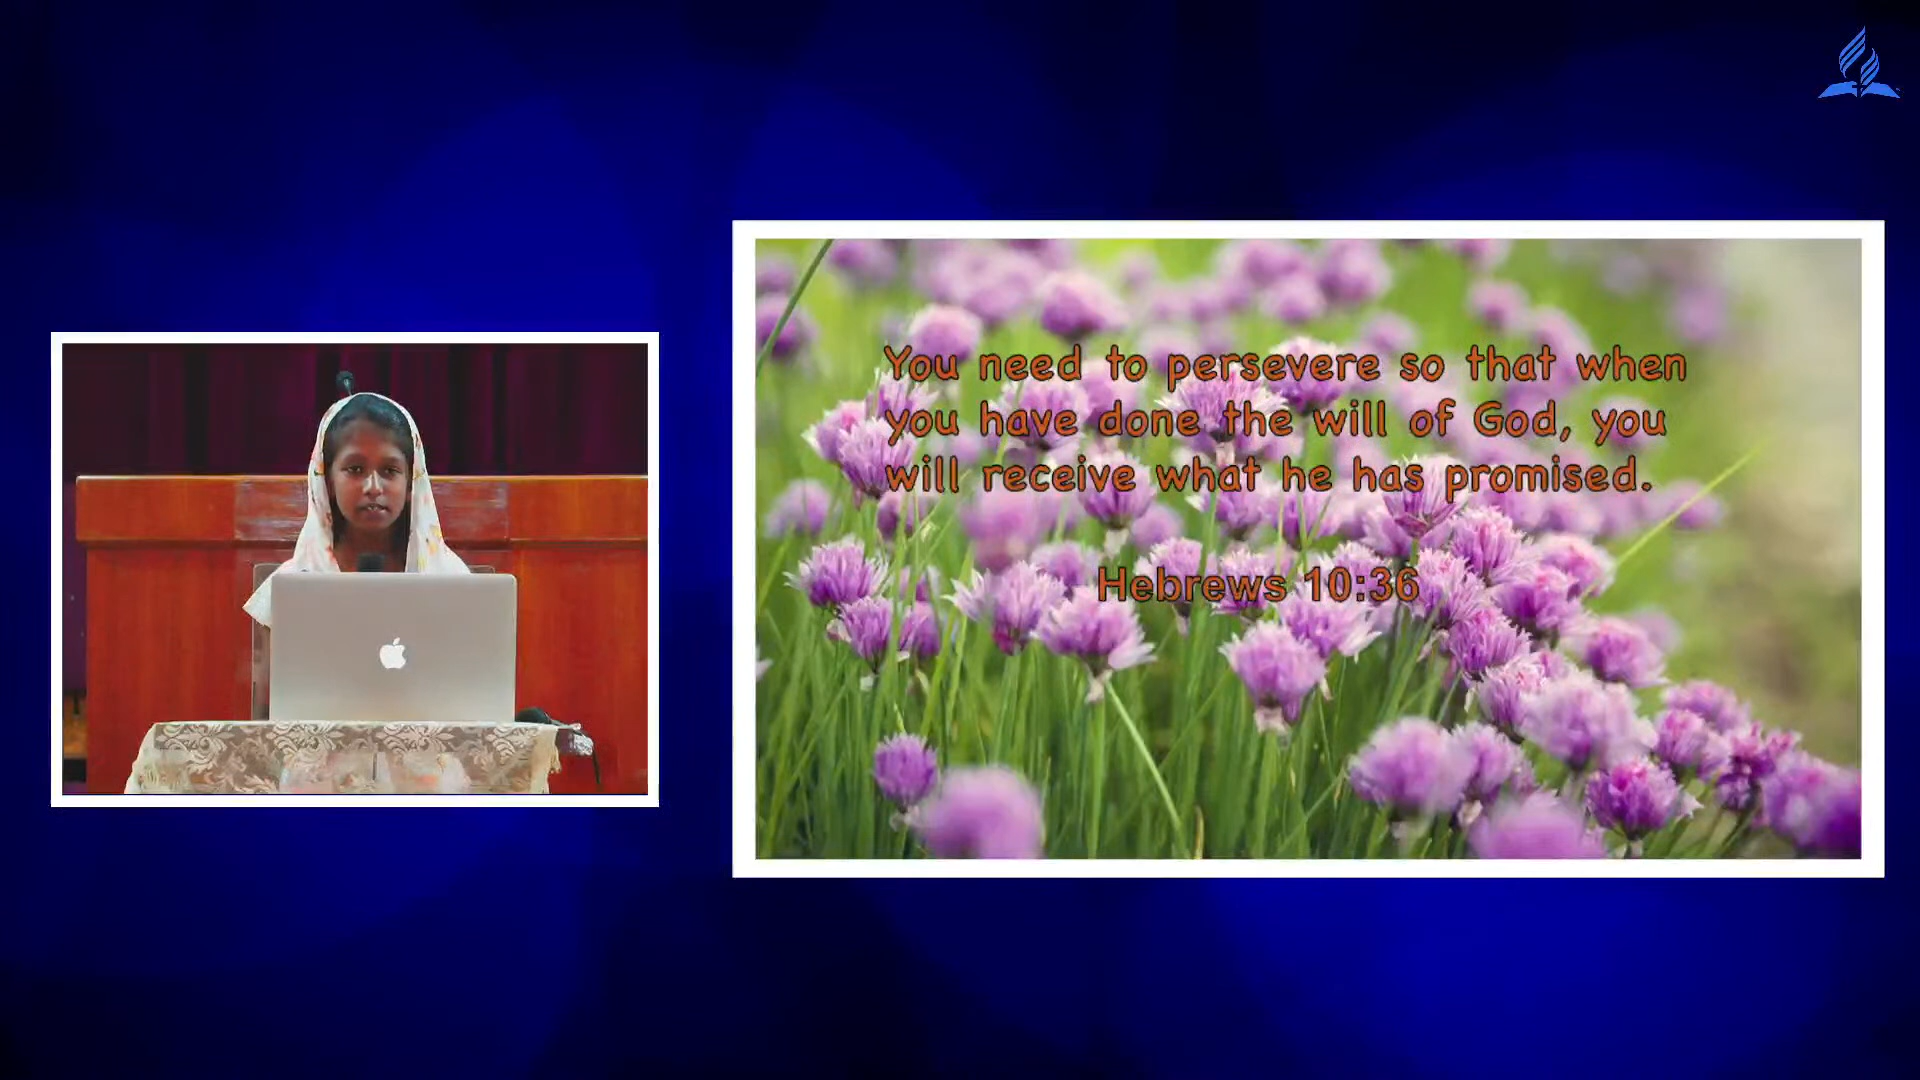 You need to persevere so that when
you have done the will of God, you
will receive what he has promised.
Hebrews 10:36